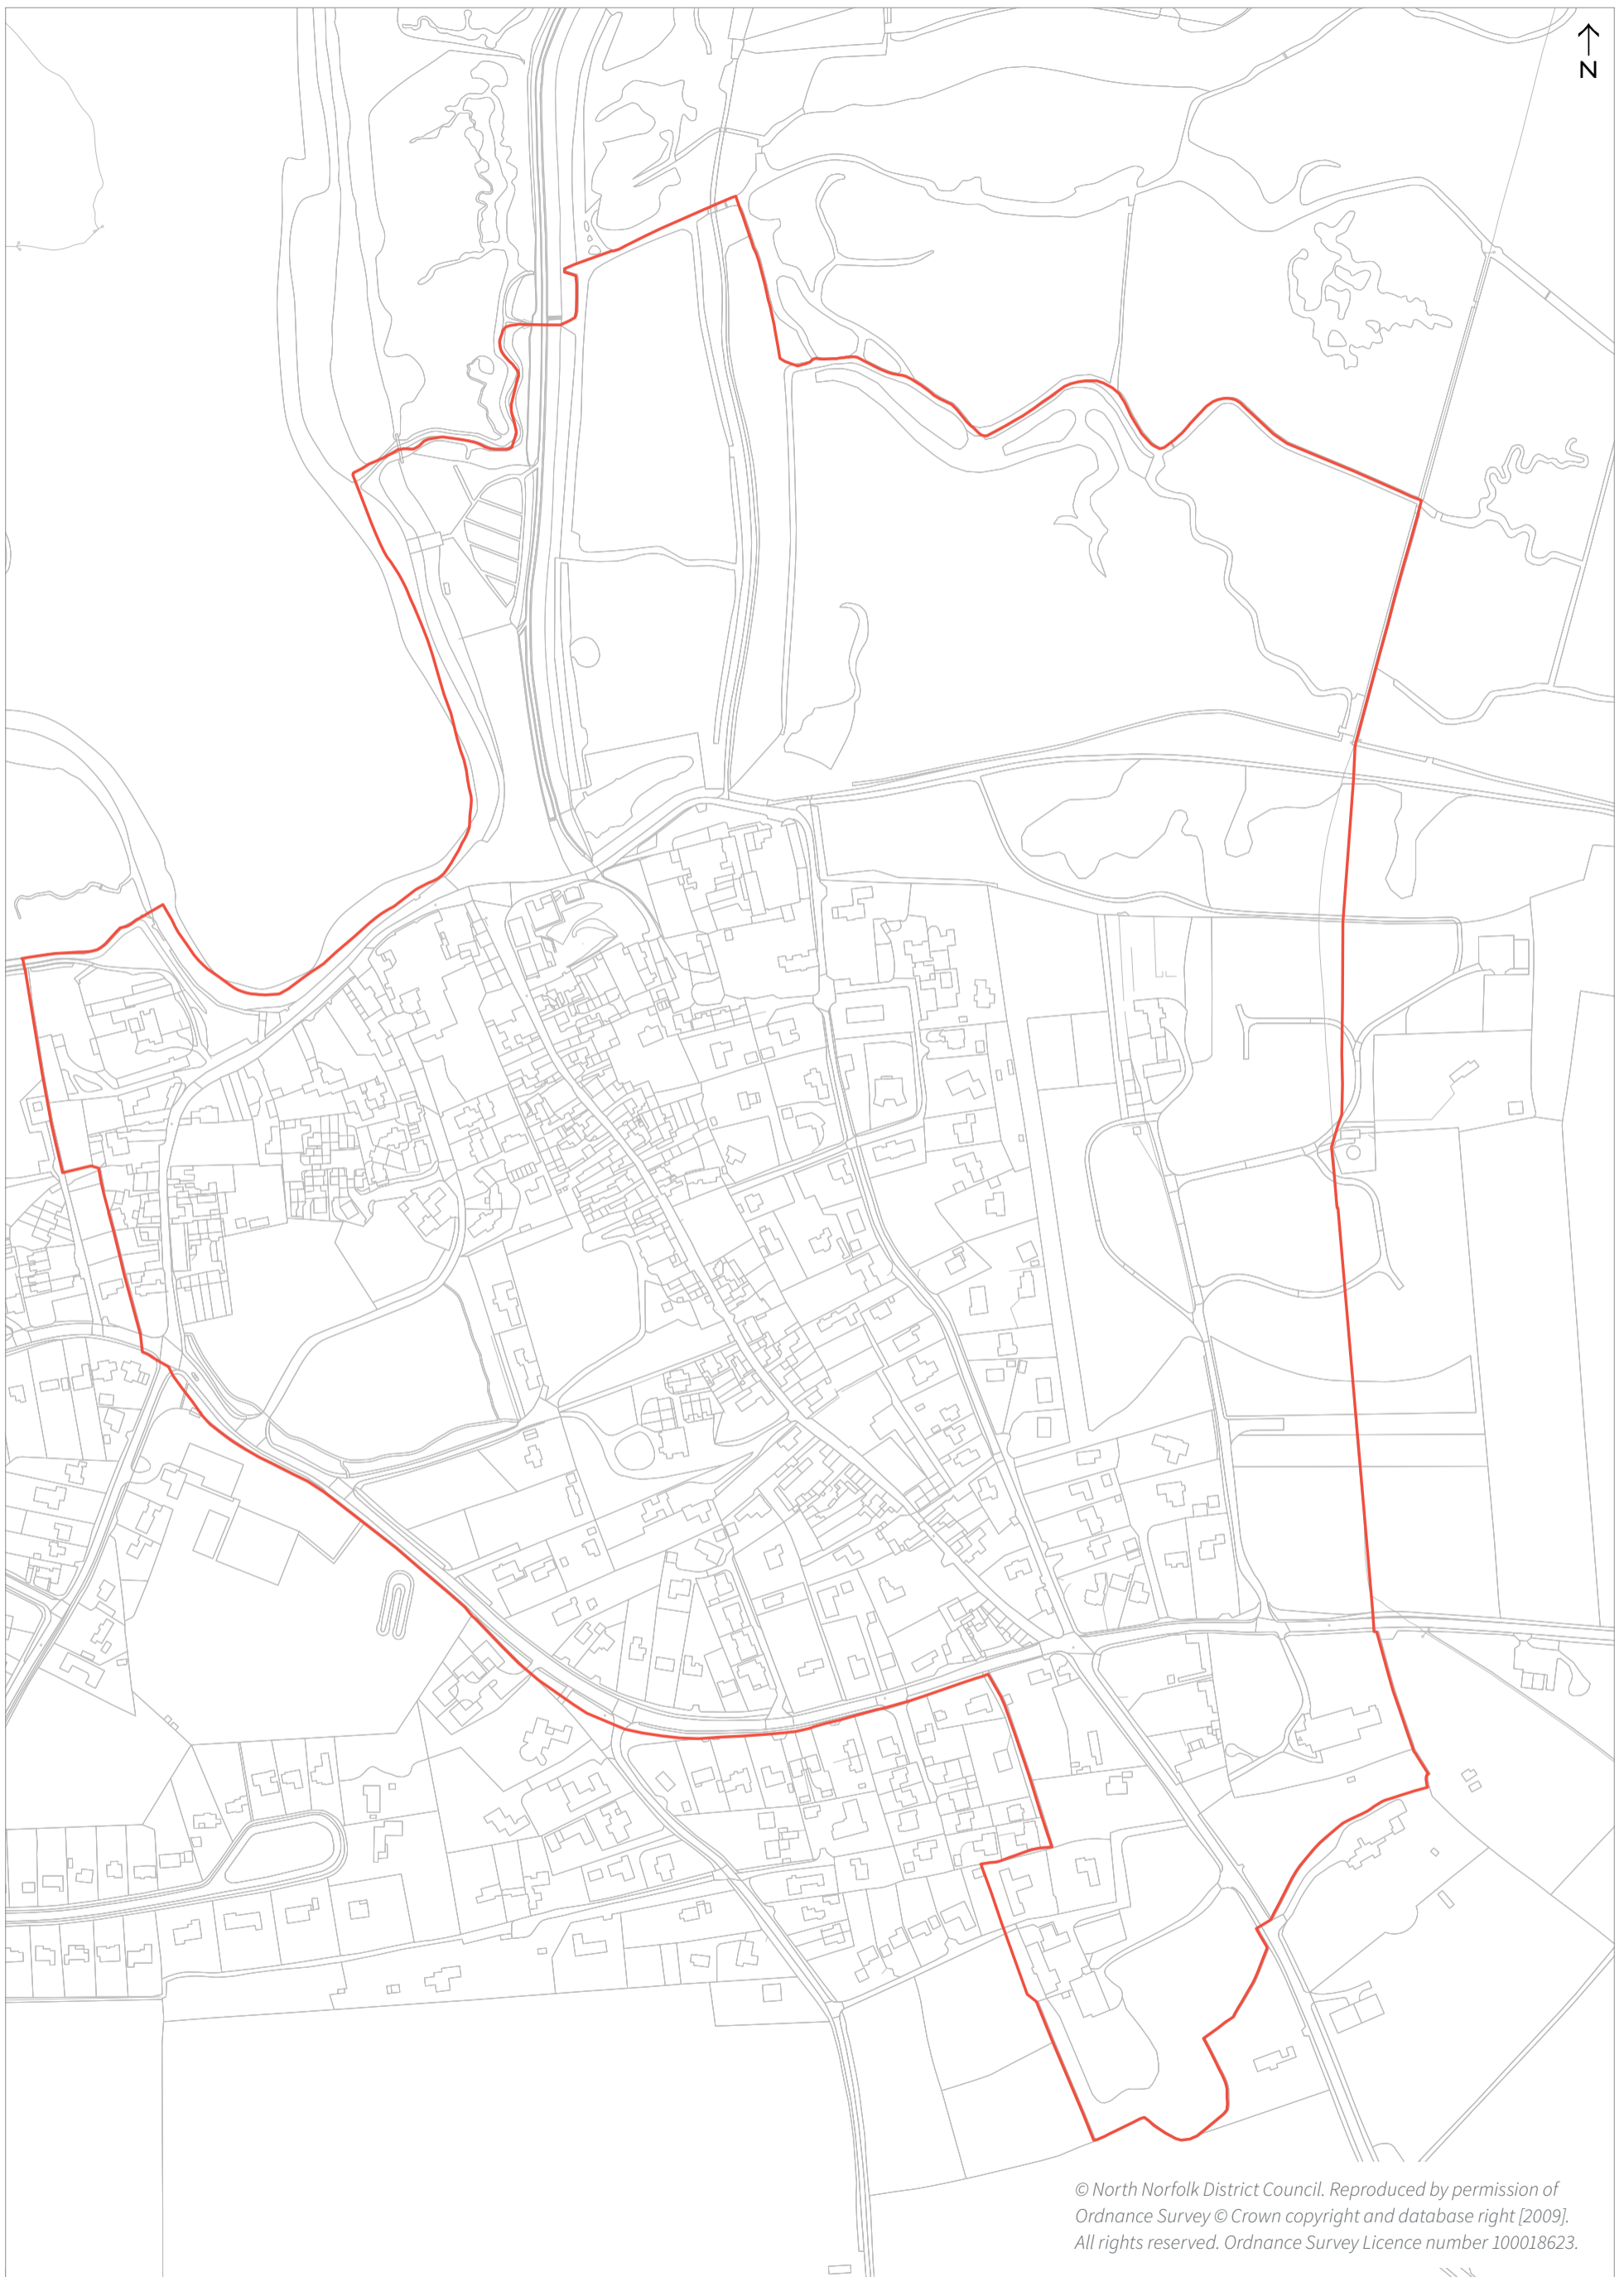 N
© North Norfolk District Council. Reproduced by permission of
Ordnance Survey © Crown copyright and database right [2009].
All rights reserved. Ordnance Survey Licence number 100018623.